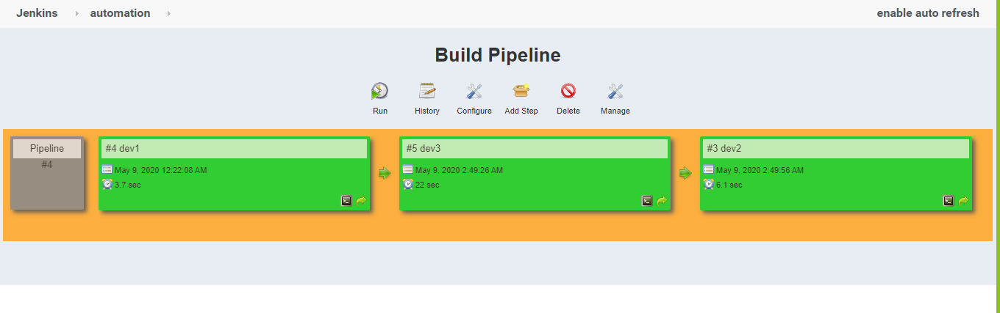 Jenkins automation enable auto refresh
Build Pipeline
Run History Configure Add Step Delete Manage
Pipeline
#4
#4 dev1
May 9, 2020 12:22:08 AM
3.7 sec
#5 dev3
May 9, 2020 2:49:26 AM
22 sec
#3 dev2
May 9, 2020 2:49:56 AM
6.1 sec